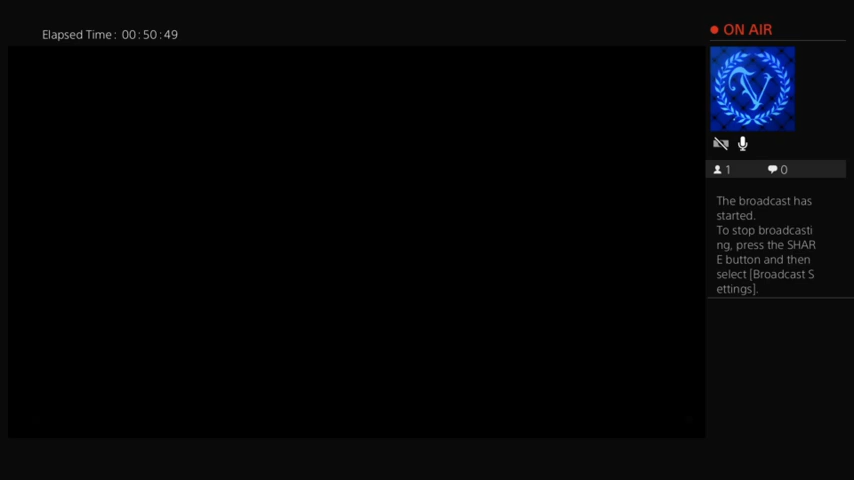 Elapsed Time: 00:50:49
ON AIR
TV
1 0
The broadcast has
started.
To stop broadcasti
ng, press the SHAR
E button and then
select [Broadcast S
ettings].